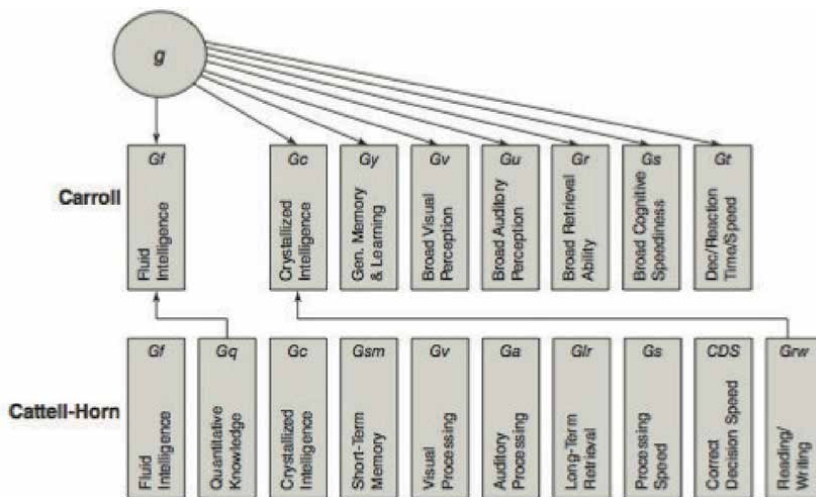 g
Carroll
Gf
Fluid
Intelligence
Gc
Crystallized
Intelligence
Gy
Gen. Memory
& Learning
Gv
Broad Visual
Perception
Gu
Broad Auditory
Perception
Gr
Broad Retrieval
Ability
Gs
Broad Cognitive
Speediness
Gt
Dec/Reaction
Time/Speed
Cattell-Horn
Gf
Fluid
Intelligence
Gq
Quantitative
Knowledge
Gc
Crystallized
Intelligence
Gsm
Short-Term
Memory
Gv
Visual
Processing
Ga
Auditory
Processing
Glr
Long-Term
Retrieval
Gs
Processing
Speed
CDS
Correct
Decision Speed
Grw
Reading/
Writing